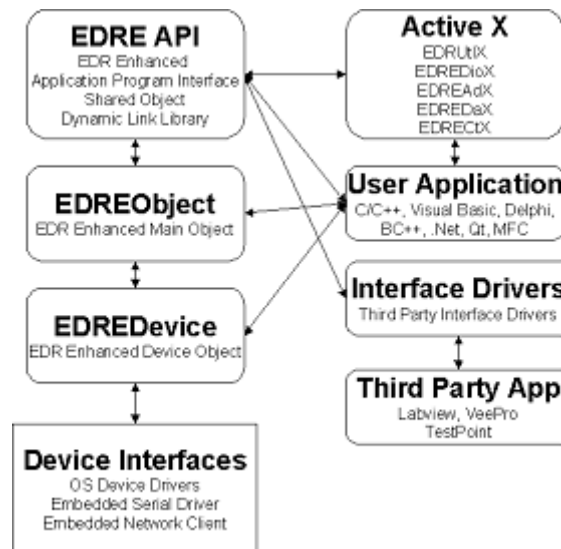 EDRE API
EDR Enhanced
Application Program Interface
Shared Object
Dynamic Link Library
EDREObject
EDR Enhanced Main Object
EDREDevice
EDR Enhanced Device Object
Device Interfaces
OS Device Drivers
Embedded Serial Driver
Embedded Network Client
Active X
EDRUtlX
EDREDioX
EDREAdX
EDREDaX
EDRECtX
User Application
C/C++, Visual Basic, Delphi,
BC++, .Net, Qt, MFC
Interface Drivers
Third Party Interface Drivers
Third Party App
Labview, VeePro
TestPoint